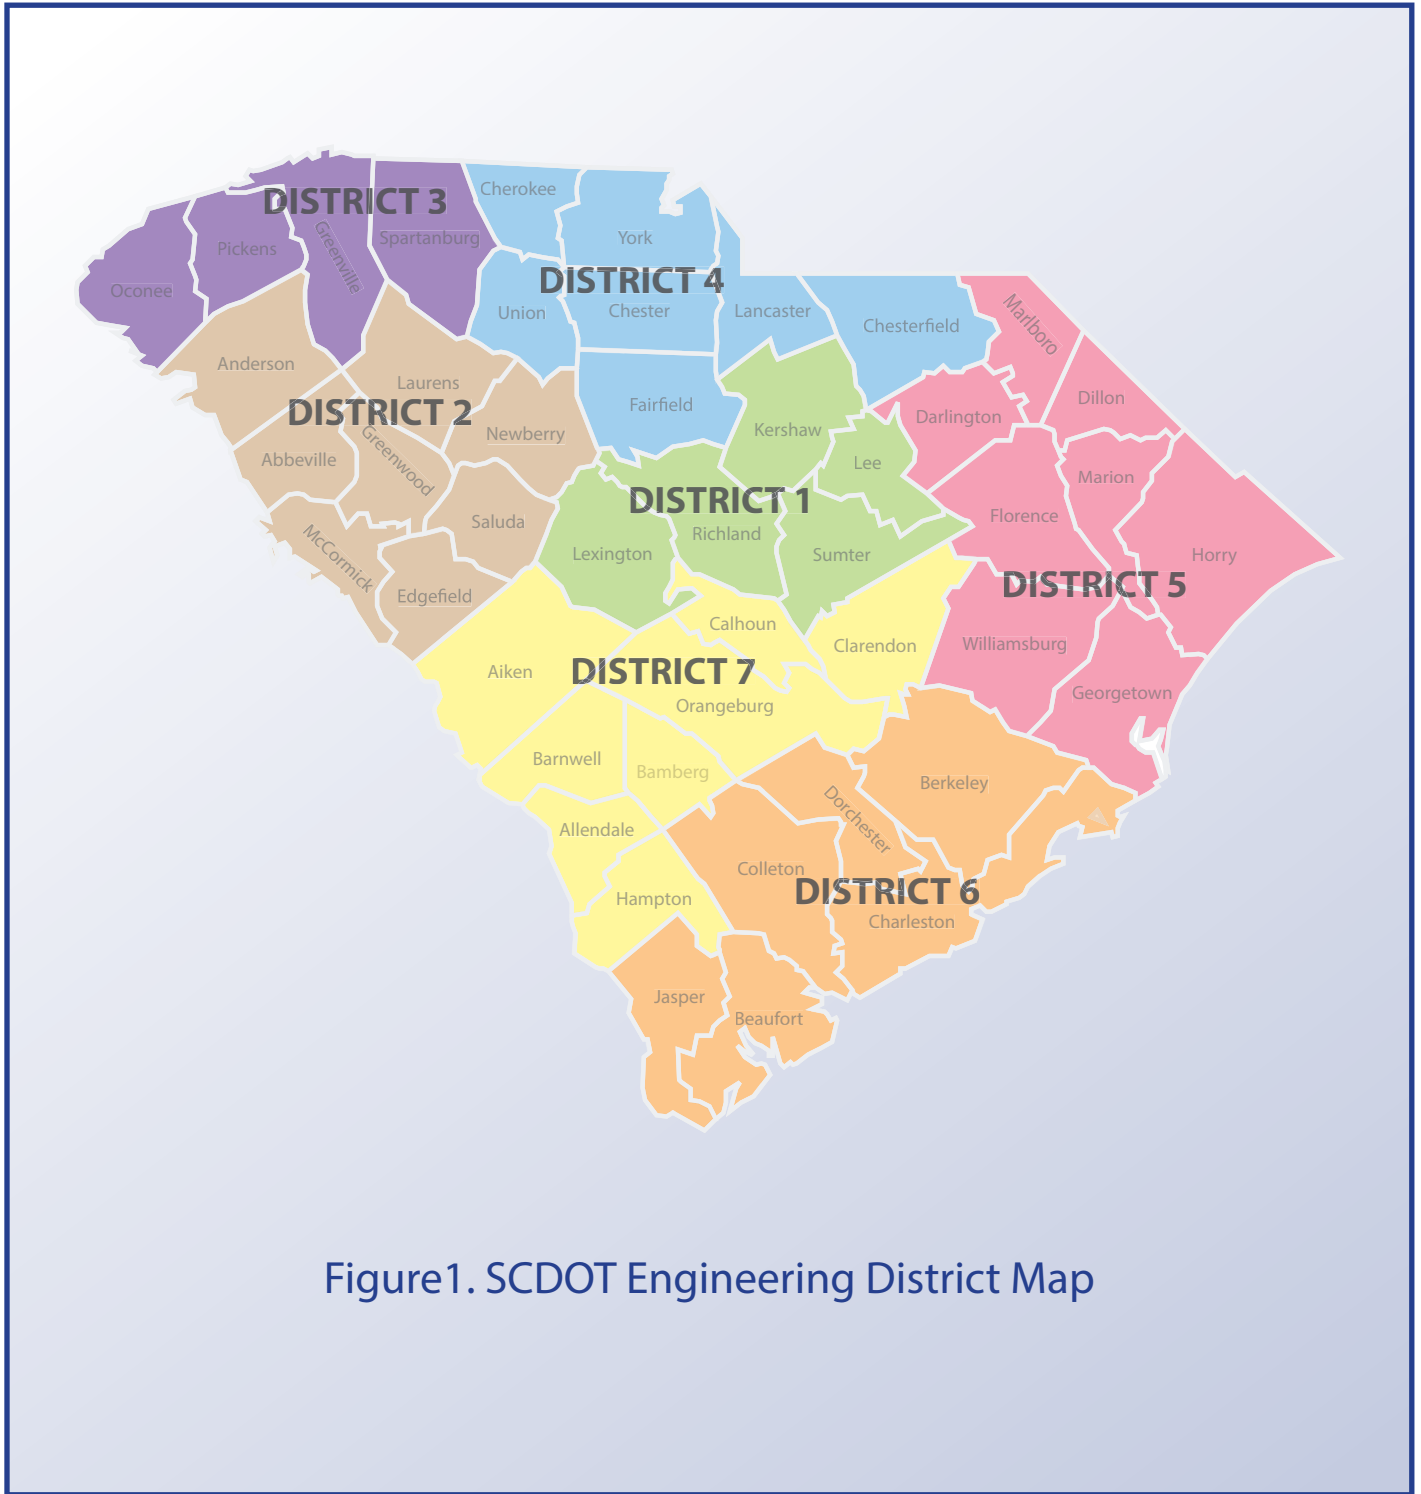 Cherokee
DISTRICT 3
York
Spartanburg
Pickens
Greenville
Oconee
DISTRICT 4
Union
Chester
Lancaster
Chesterfield
Marlboro
Anderson
Laurens
DISTRICT 2
Fairfield
Dillon
Darlington
Newberry
Kershaw
Abbeville
Greenwood
Lee
Marion
DISTRICT 1
Saluda
Florence
Richland
McCormick
Lexington
Sumter
Horry
Edgefield
DISTRICT 5
Calhoun
Clarendon
Williamsburg
Aiken
DISTRICT 7
Georgetown
Orangeburg
Barnwell
Bamberg
Berkeley
Dorchester
Allendale
Colleton
DISTRICT 6
Hampton
Charleston
Jasper
Beaufort
Figure1. SCDOT Engineering District Map